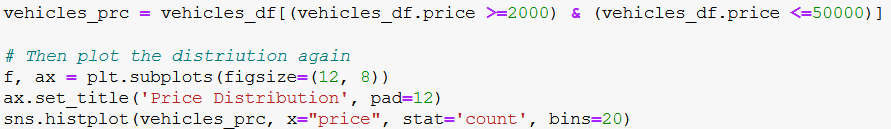 vehicles_prc = vehicles_df[(vehicles_df.price >=2000) & (vehicles_df.price <=50000)]
# Then plot the distriution again
f, ax = plt.subplots(figsize=(12, 8))
ax.set_title('Price Distribution', pad=12)
sns.histplot(vehicles_prc, x="price", stat='count', bins=20)